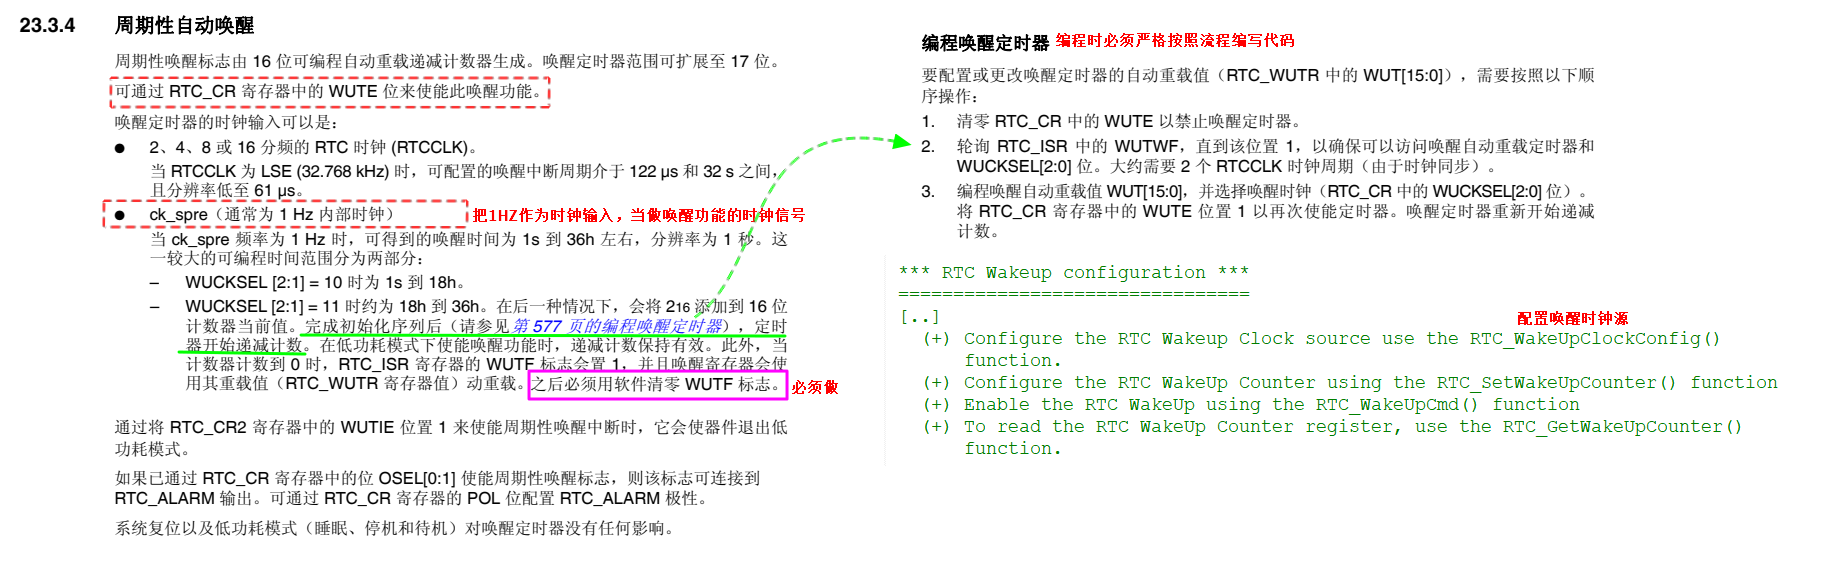 23.3.4 周期性自动唤醒
周期性唤醒标志由 16 位可编程自动重载递减计数器生成。唤醒定时器范围可扩展至 17 位。
可通过 RTC_CR 寄存器中的 WUTE 位来使能此唤醒功能。
唤醒定时器的时钟输入可以是：
● 2、4、8 或 16 分频的 RTC 时钟 (RTCCLK)。
当 RTCCLK 为 LSE (32.768 kHz) 时，可配置的唤醒中断周期介于 122 µs 和 32 s 之间，
且分辨率低至 61 µs。
● ck_spre（通常为 1 Hz 内部时钟） 把1HZ作为时钟输入，当做唤醒功能的时钟信号
当 ck_spre 频率为 1 Hz 时，可得到的唤醒时间为 1s 到 36h 左右，分辨率为 1 秒。这
一较大的可编程时间范围分为两部分：
– WUCKSEL [2:1] = 10 时为 1s 到 18h。
– WUCKSEL [2:1] = 11 时约为 18h 到 36h。在后一种情况下，会将 216 添加到 16 位
计数器当前值。完成初始化序列后（请参见第 577 页的编程唤醒定时器），定时
器开始递减计数。在低功耗模式下使能唤醒功能时，递减计数保持有效。此外，当
计数器计数到 0 时，RTC_ISR 寄存器的 WUTF 标志会置 1，并且唤醒寄存器会使
用其重载值（RTC_WUTR 寄存器值）动重载。之后必须用软件清零 WUTF 标志。 必须做
通过将 RTC_CR2 寄存器中的 WUTIE 位置 1 来使能周期性唤醒中断时，它会使器件退出低
功耗模式。
如果已通过 RTC_CR 寄存器中的位 OSEL[0:1] 使能周期性唤醒标志，则该标志可连接到
RTC_ALARM 输出。可通过 RTC_CR 寄存器的 POL 位配置 RTC_ALARM 极性。
系统复位以及低功耗模式（睡眠、停机和待机）对唤醒定时器没有任何影响。
编程唤醒定时器 编程时必须严格按照流程编写代码
要配置或更改唤醒定时器的自动重载值（RTC_WUTR 中的 WUT[15:0]），需要按照以下顺
序操作：
1. 清零 RTC_CR 中的 WUTE 以禁止唤醒定时器。
2. 轮询 RTC_ISR 中的 WUTWF，直到该位置 1，以确保可以访问唤醒自动重载定时器和
WUCKSEL[2:0] 位。大约需要 2 个 RTCCLK 时钟周期（由于时钟同步）。
3. 编程唤醒自动重载值 WUT[15:0]，并选择唤醒时钟（RTC_CR 中的 WUCKSEL[2:0] 位）。
将 RTC_CR 寄存器中的 WUTE 位置 1 以再次使能定时器。唤醒定时器重新开始递减
计数。
*** RTC Wakeup configuration ***
================================
[..] 配置唤醒时钟源
(+) Configure the RTC Wakeup Clock source use the RTC_WakeUpClockConfig()
function.
(+) Configure the RTC WakeUp Counter using the RTC_SetWakeUpCounter() function
(+) Enable the RTC WakeUp using the RTC_WakeUpCmd() function
(+) To read the RTC WakeUp Counter register, use the RTC_GetWakeUpCounter()
function.